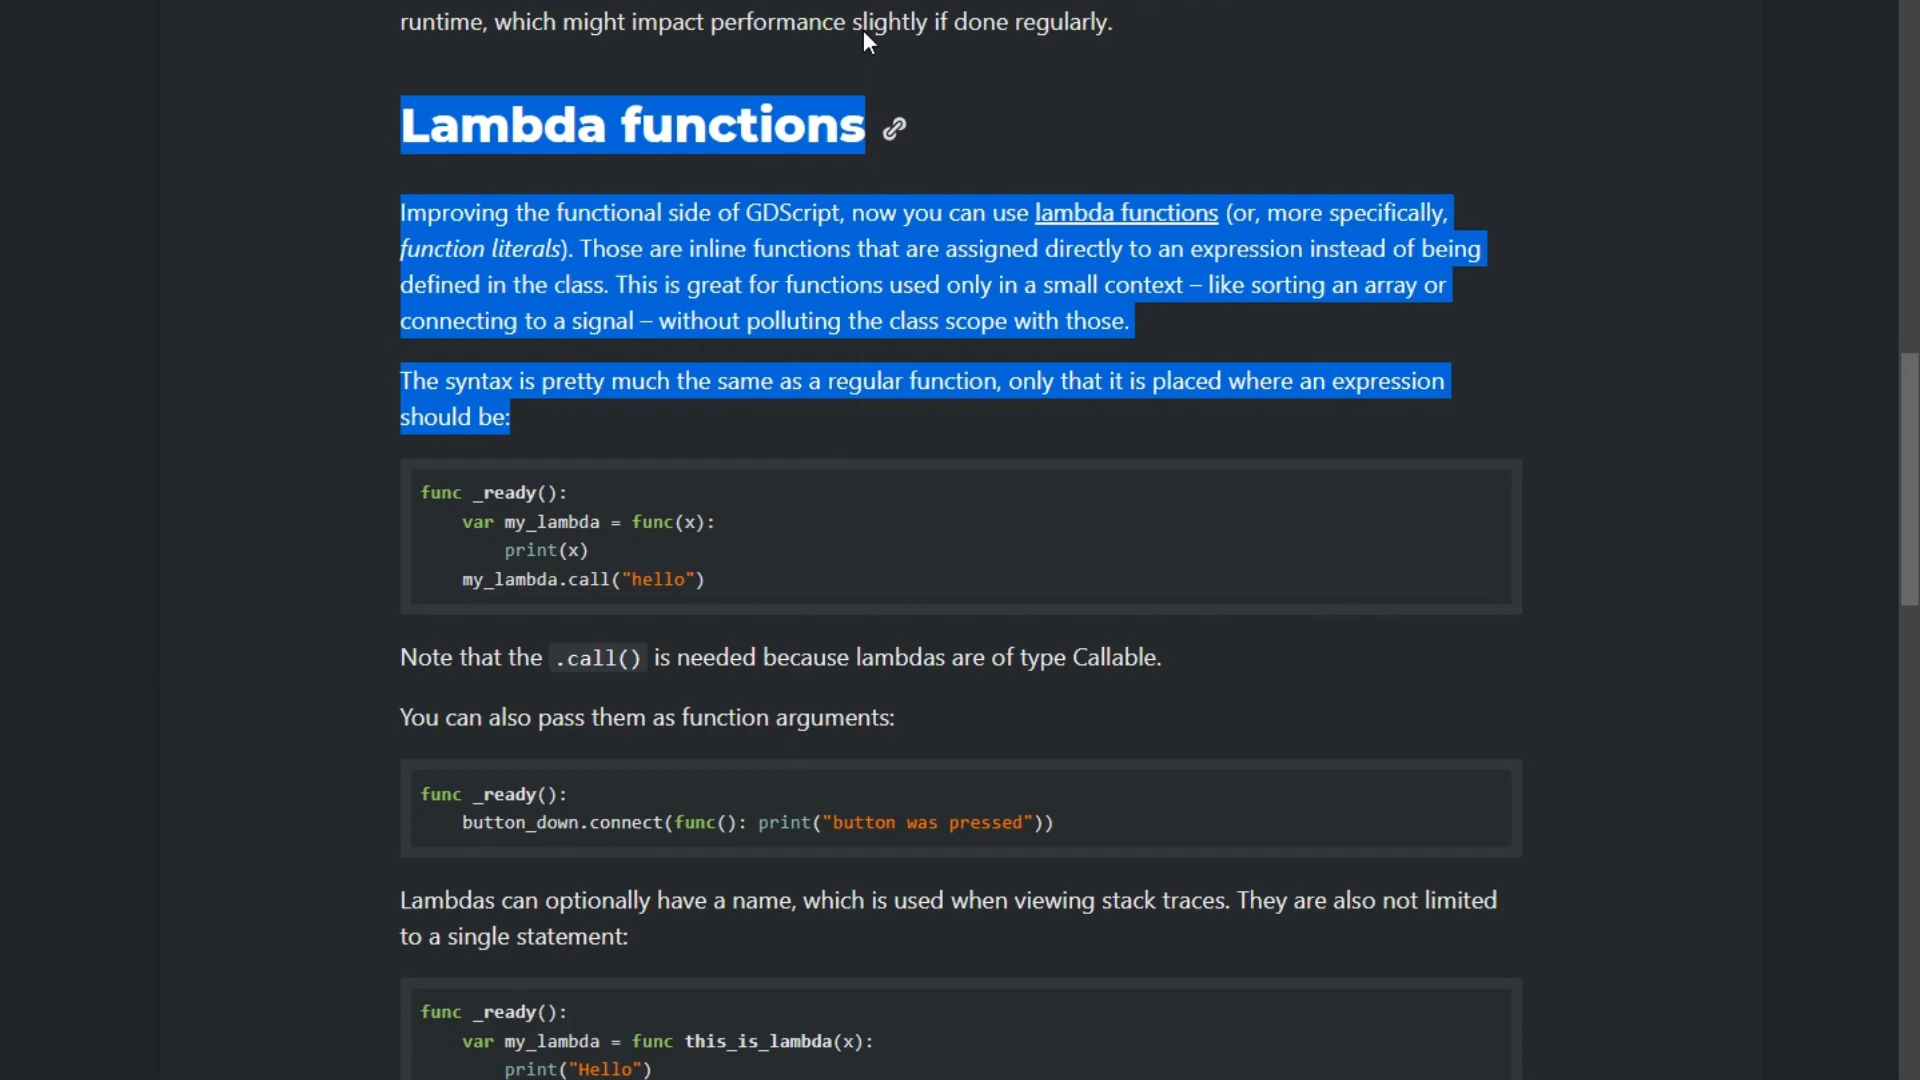 runtime, which might impact performance slightly if done regularly.
Lambda functions
Improving the functional side of GDScript, now you can use lambda functions (or, more specifically,
function literals). Those are inline functions that are assigned directly to an expression instead of being
defined in the class. This is great for functions used only in a small context – like sorting an array or
connecting to a signal – without polluting the class scope with those.
The syntax is pretty much the same as a regular function, only that it is placed where an expression
should be:
func _ready():
    var my_lambda = func(x):
        print(x)
    my_lambda.call("hello")
Note that the .call() is needed because lambdas are of type Callable.
You can also pass them as function arguments:
func _ready():
    button_down.connect(func(): print("button was pressed"))
Lambdas can optionally have a name, which is used when viewing stack traces. They are also not limited
to a single statement:
func _ready():
    var my_lambda = func this_is_lambda(x):
        print("Hello")